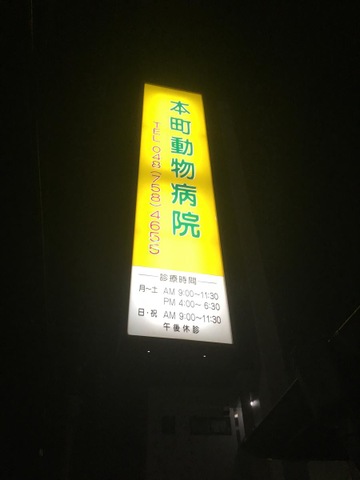 本町動物病院
TEL 048(758)4655
診療時間
月～土 AM 9:00～11:30
PM 4:00～6:30
日・祝 AM 9:00～11:30
午後休診